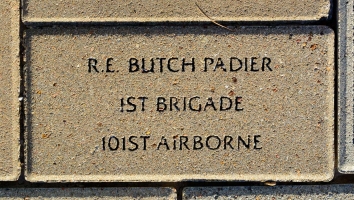 R.E. BUTCH PADIER
1ST BRIGADE
101ST AIRBORNE